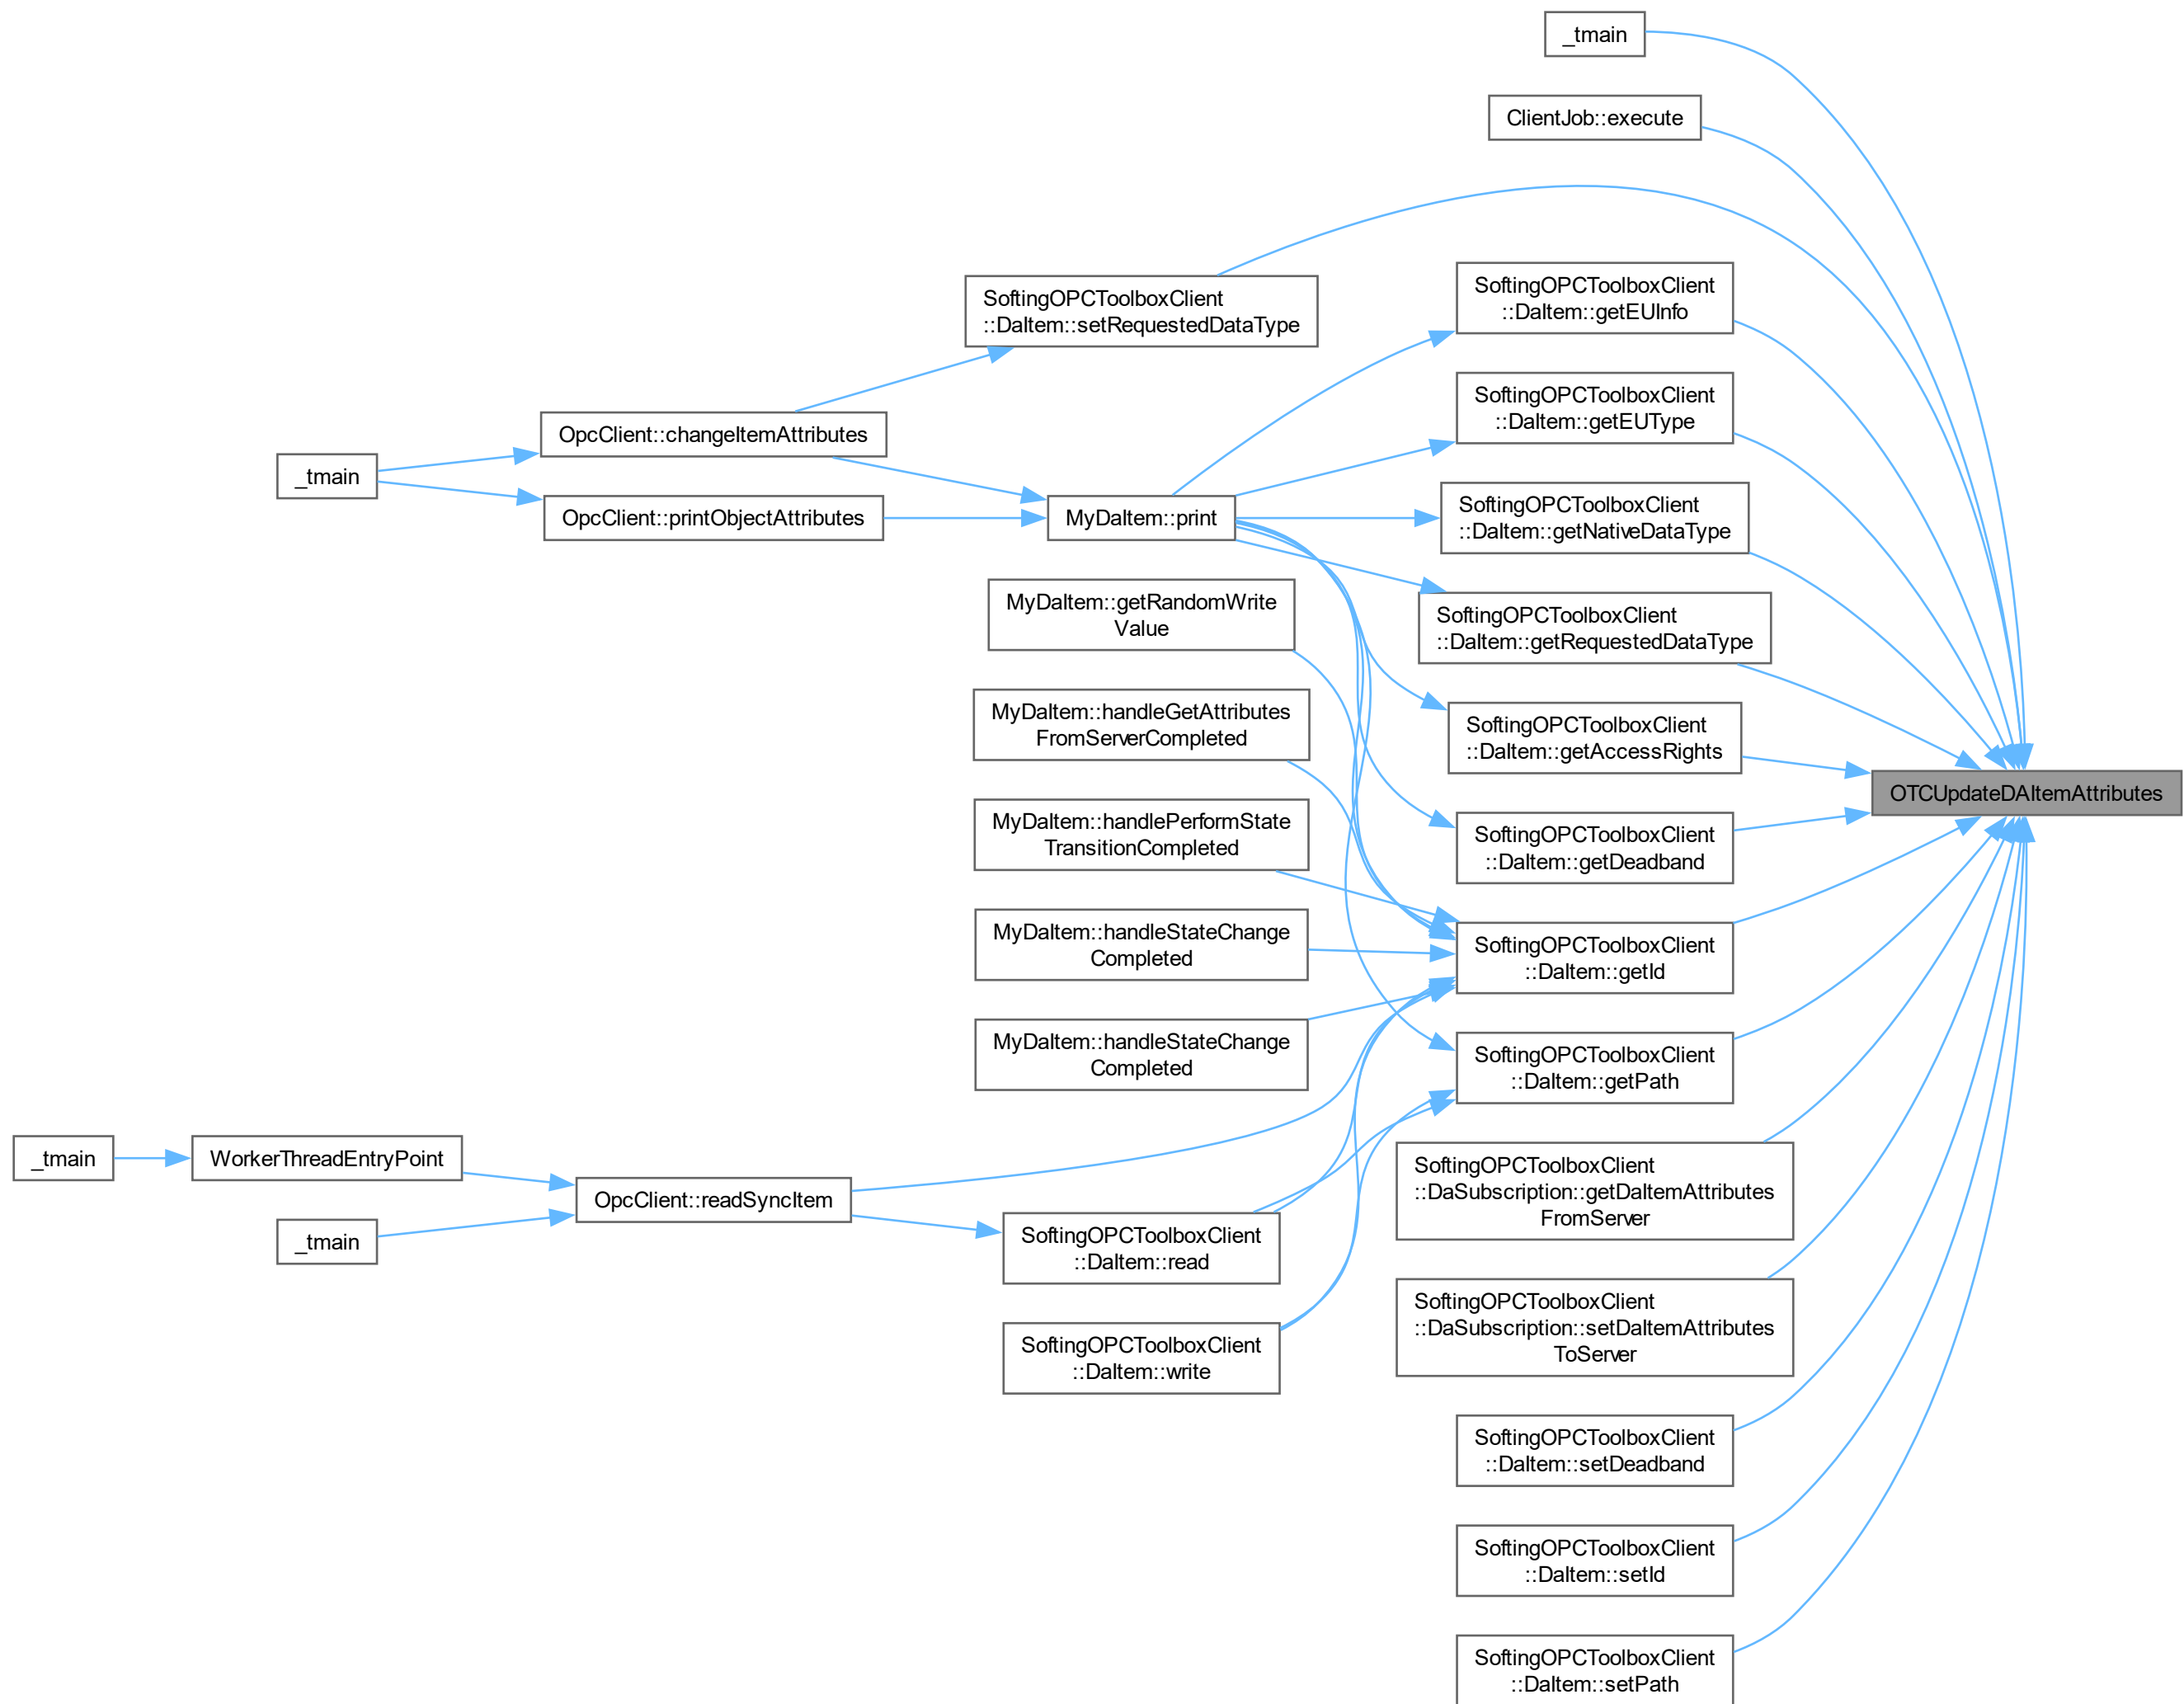 _tmain
ClientJob::execute
SoftingOPCToolboxClient
::DaItem::setRequestedDataType
SoftingOPCToolboxClient
::DaItem::getEUInfo
SoftingOPCToolboxClient
::DaItem::getEUType
OpcClient::changeItemAttributes
_tmain
OpcClient::printObjectAttributes
MyDaItem::print
SoftingOPCToolboxClient
::DaItem::getNativeDataType
MyDaItem::getRandomWrite
Value
SoftingOPCToolboxClient
::DaItem::getRequestedDataType
MyDaItem::handleGetAttributes
FromServerCompleted
SoftingOPCToolboxClient
::DaItem::getAccessRights
OTCUpdateDAItemAttributes
MyDaItem::handlePerformState
TransitionCompleted
SoftingOPCToolboxClient
::DaItem::getDeadband
MyDaItem::handleStateChange
Completed
SoftingOPCToolboxClient
::DaItem::getId
MyDaItem::handleStateChange
Completed
SoftingOPCToolboxClient
::DaItem::getPath
_tmain
WorkerThreadEntryPoint
OpcClient::readSyncItem
_tmain
SoftingOPCToolboxClient
::DaSubscription::getDaItemAttributes
FromServer
SoftingOPCToolboxClient
::DaItem::read
SoftingOPCToolboxClient
::DaSubscription::setDaItemAttributes
ToServer
SoftingOPCToolboxClient
::DaItem::write
SoftingOPCToolboxClient
::DaItem::setDeadband
SoftingOPCToolboxClient
::DaItem::setId
SoftingOPCToolboxClient
::DaItem::setPath